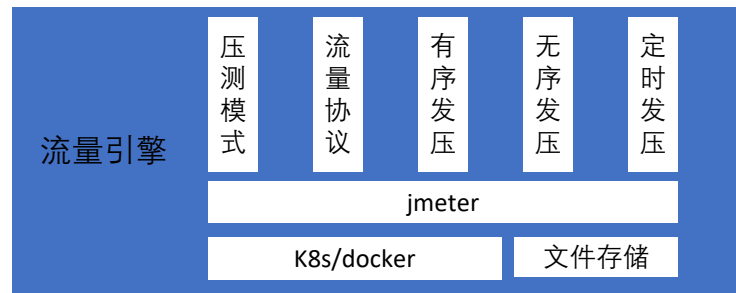 流量引擎
压测模式
流量协议
有序发压
无序发压
定时发压
jmeter
K8s/docker
文件存储